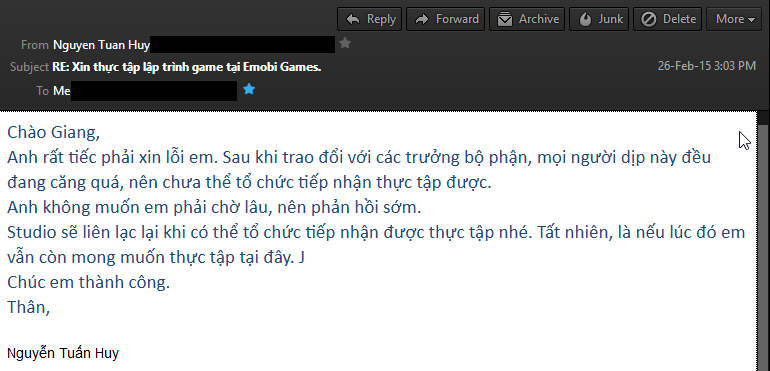 Reply Forward Archive Junk Delete More
From Nguyen Tuan Huy
Subject RE: Xin thực tập lập trình game tại Emobi Games. 26-Feb-15 3:03 PM
To Me
Chào Giang,
Anh rất tiếc phải xin lỗi em. Sau khi trao đổi với các trưởng bộ phận, mọi người dịp này đều
đang căng quá, nên chưa thể tổ chức tiếp nhận thực tập được.
Anh không muốn em phải chờ lâu, nên phản hồi sớm.
Studio sẽ liên lạc lại khi có thể tổ chức tiếp nhận được thực tập nhé. Tất nhiên, là nếu lúc đó em
vẫn còn mong muốn thực tập tại đây. J
Chúc em thành công.
Thân,
Nguyễn Tuấn Huy